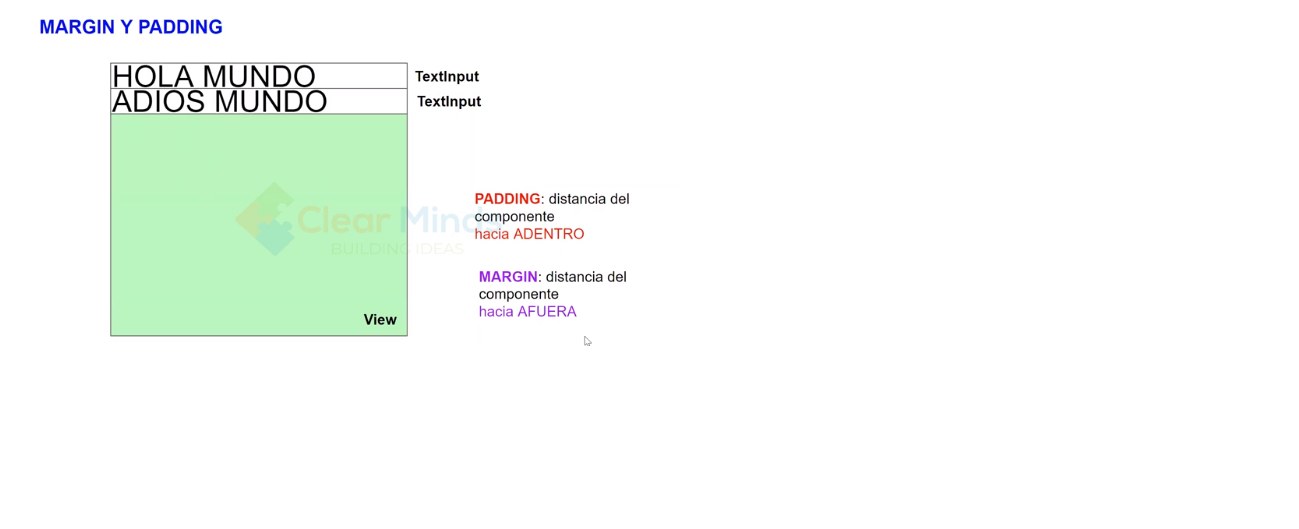 MARGIN Y PADDING
HOLA MUNDO
TextInput
ADIOS MUNDO
TextInput
PADDING: distancia del
componente
hacia ADENTRO
Clear Minds
BUILDING IDEAS
MARGIN: distancia del
componente
hacia AFUERA
View